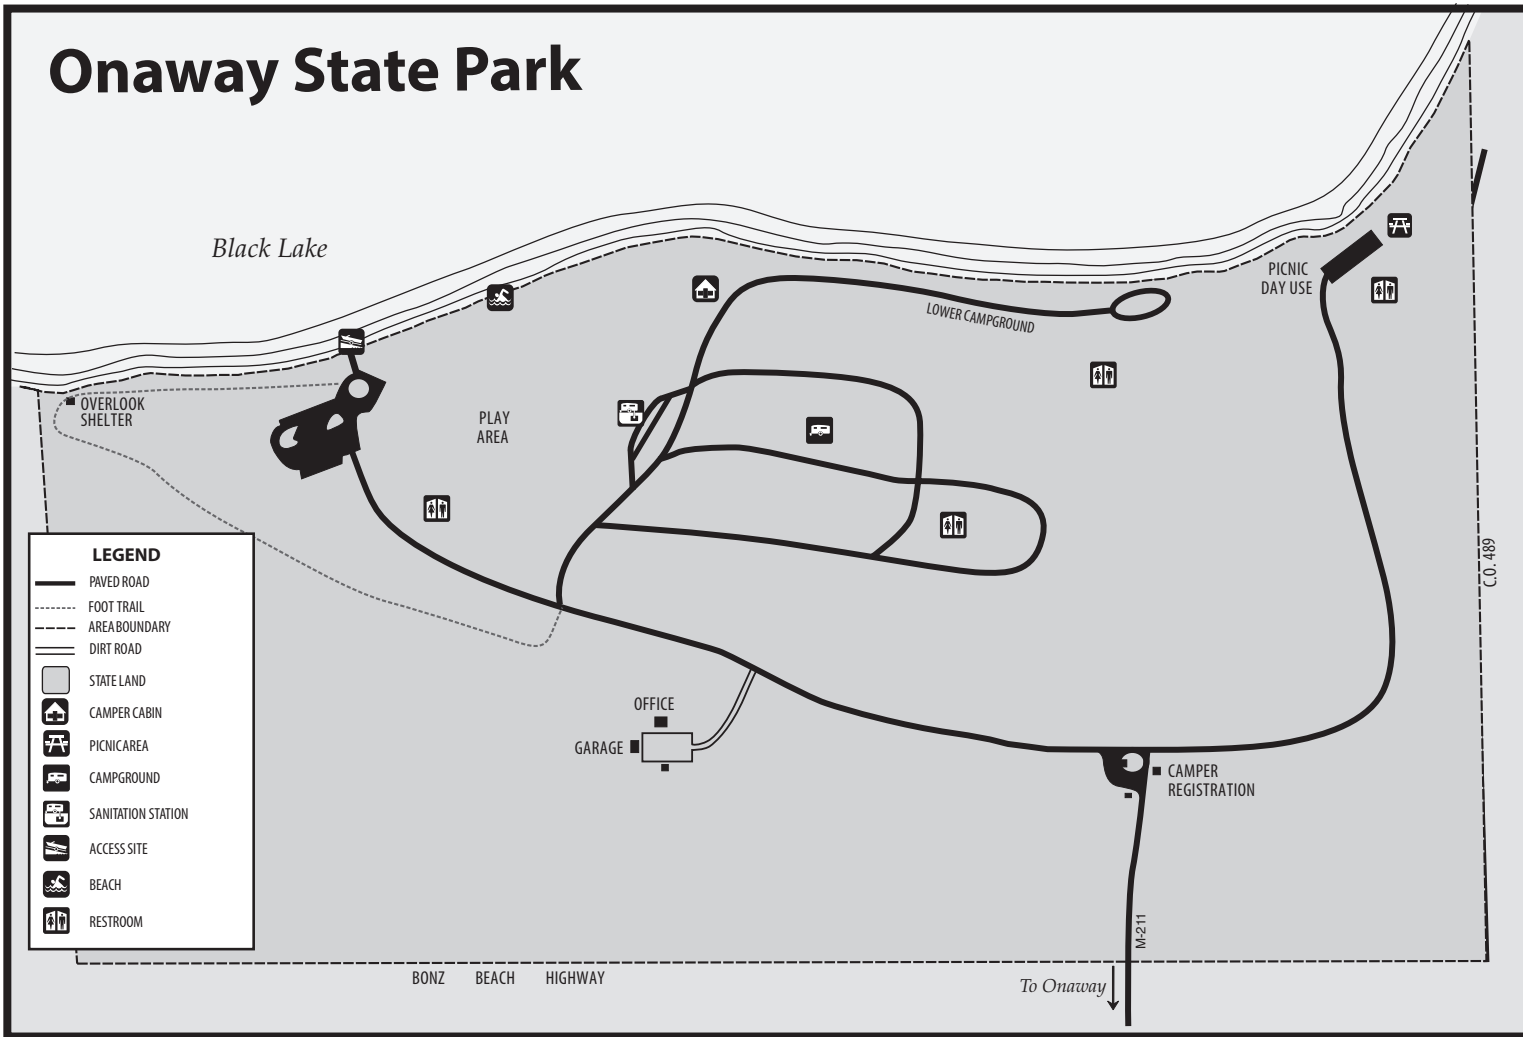 Onaway State Park
Black Lake
PICNIC
DAY USE
LOWER CAMPGROUND
OVERLOOK
SHELTER
PLAY
AREA
C.O. 489
LEGEND
PAVED ROAD
FOOT TRAIL
AREA BOUNDARY
DIRT ROAD
STATE LAND
CAMPER CABIN
PICNIC AREA
CAMPGROUND
SANITATION STATION
ACCESS SITE
BEACH
RESTROOM
OFFICE
GARAGE
CAMPER
REGISTRATION
M-211
BONZ BEACH HIGHWAY
To Onaway